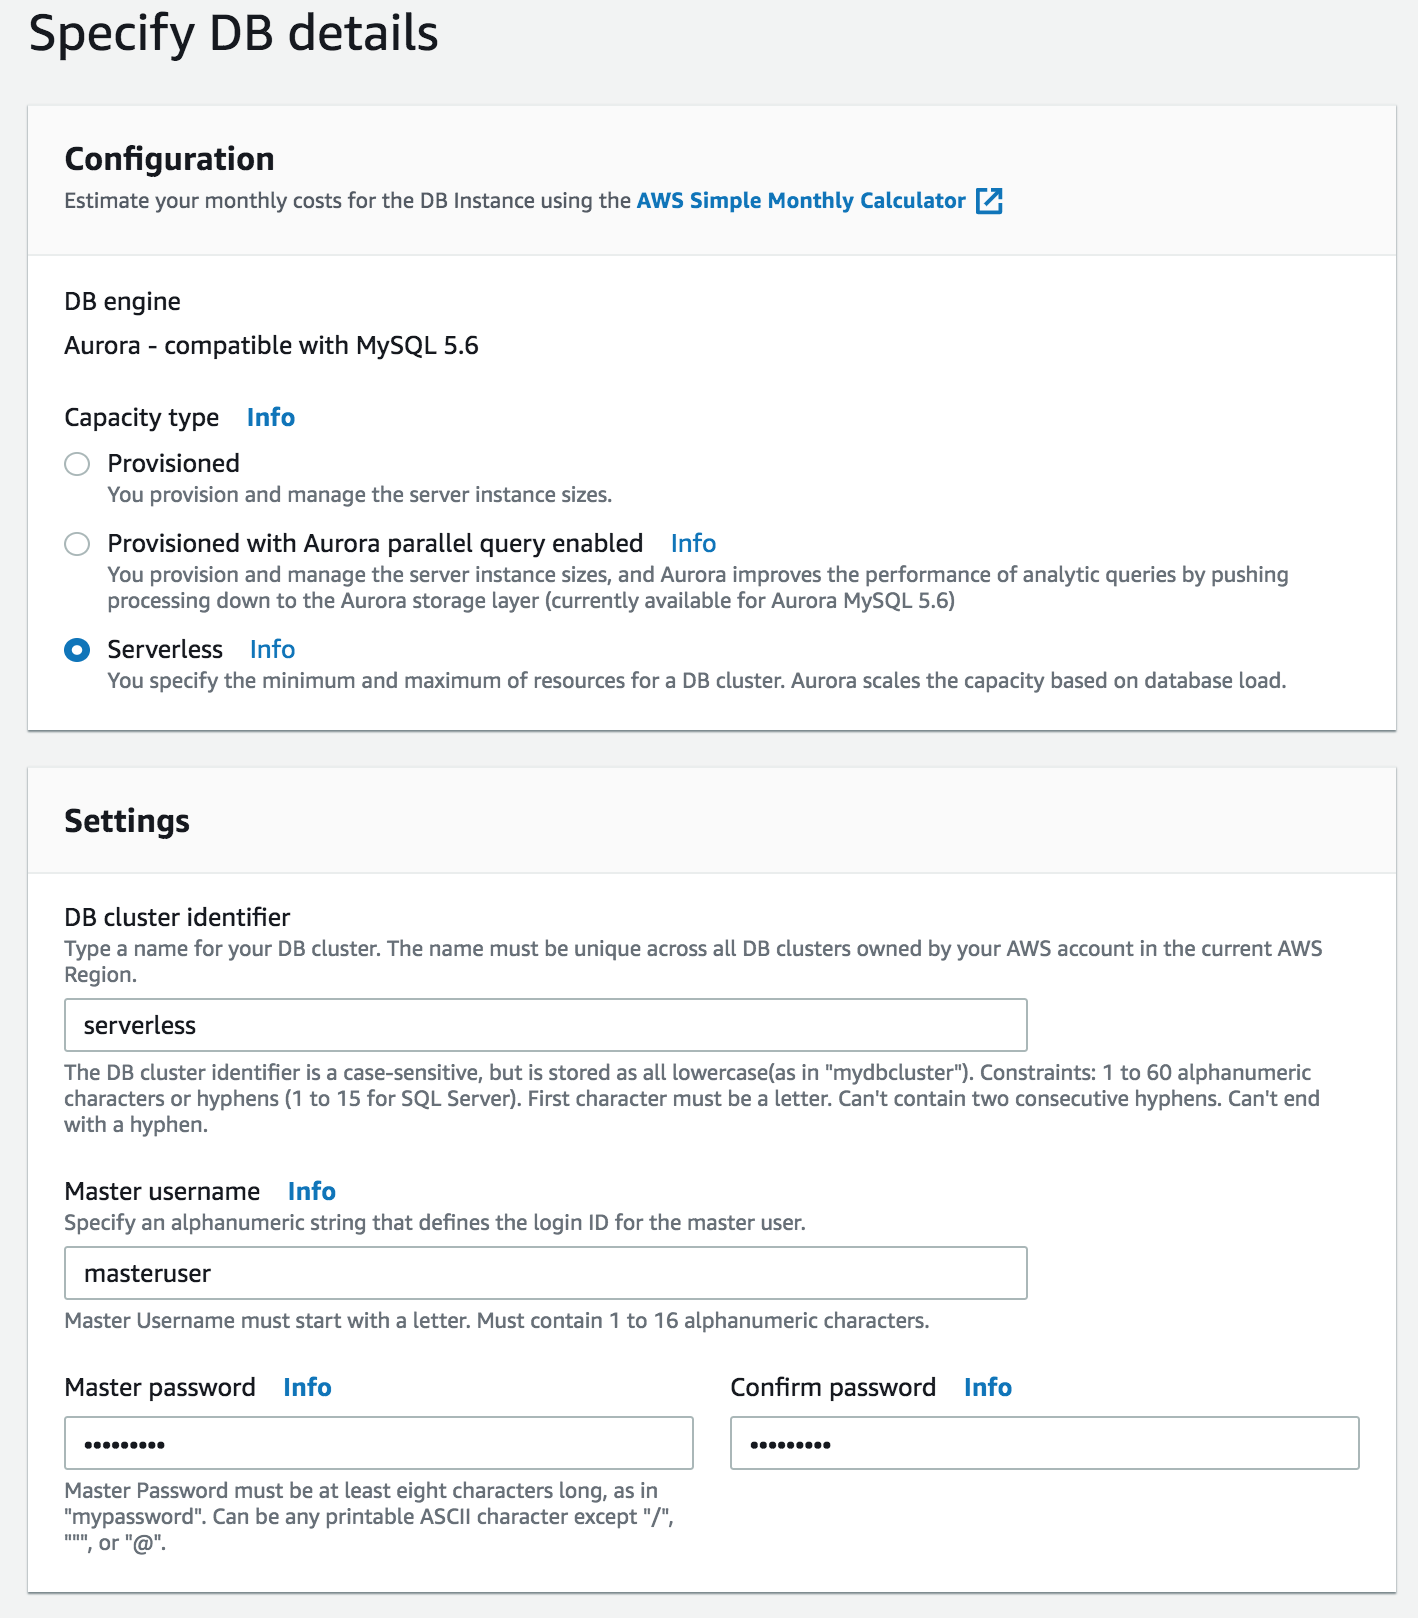 Specify DB details
Configuration
Estimate your monthly costs for the DB Instance using the AWS Simple Monthly Calculator
DB engine
Aurora - compatible with MySQL 5.6
Capacity type Info
Provisioned
You provision and manage the server instance sizes.
Provisioned with Aurora parallel query enabled Info
You provision and manage the server instance sizes, and Aurora improves the performance of analytic queries by pushing
processing down to the Aurora storage layer (currently available for Aurora MySQL 5.6)
Serverless Info
You specify the minimum and maximum of resources for a DB cluster. Aurora scales the capacity based on database load.
Settings
DB cluster identifier
Type a name for your DB cluster. The name must be unique across all DB clusters owned by your AWS account in the current AWS
Region.
serverless
The DB cluster identifier is a case-sensitive, but is stored as all lowercase(as in "mydbcluster"). Constraints: 1 to 60 alphanumeric
characters or hyphens (1 to 15 for SQL Server). First character must be a letter. Can't contain two consecutive hyphens. Can't end
with a hyphen.
Master username Info
Specify an alphanumeric string that defines the login ID for the master user.
masteruser
Master Username must start with a letter. Must contain 1 to 16 alphanumeric characters.
Master password Info
•••••••••
Master Password must be at least eight characters long, as in
"mypassword". Can be any printable ASCII character except "/",
""", or "@".
Confirm password Info
•••••••••